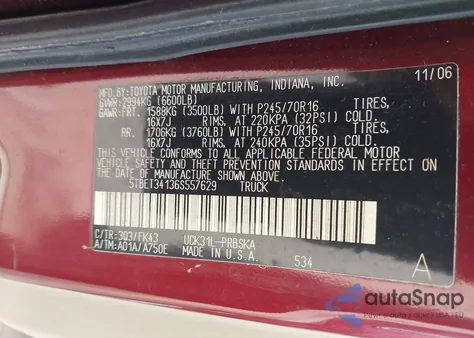 MFD.BY:TOYOTA MOTOR MANUFACTURING, INDIANA, INC. 11/06
GVWR: 2994KG (6600LB)
GAWR:FRT. 1588KG (3500LB) WITH P245/70R16 TIRES,
16X7J RIMS, AT 220KPA (32PSI) COLD.
RR. 1706KG (3760LB) WITH P245/70R16 TIRES,
16X7J RIMS, AT 240KPA (35PSI) COLD.
THIS VEHICLE CONFORMS TO ALL APPLICABLE FEDERAL MOTOR
VEHICLE SAFETY STANDARDS IN EFFECT ON THE DATE OF
MANUFACTURE SHOWN ABOVE.
5TBET34136S557629 TRUCK
C/TR:3Q3/FK43 UCK31L-PRBSKA
A/TM:A01A/A750E MADE IN U.S.A. 534 A
autoSnap